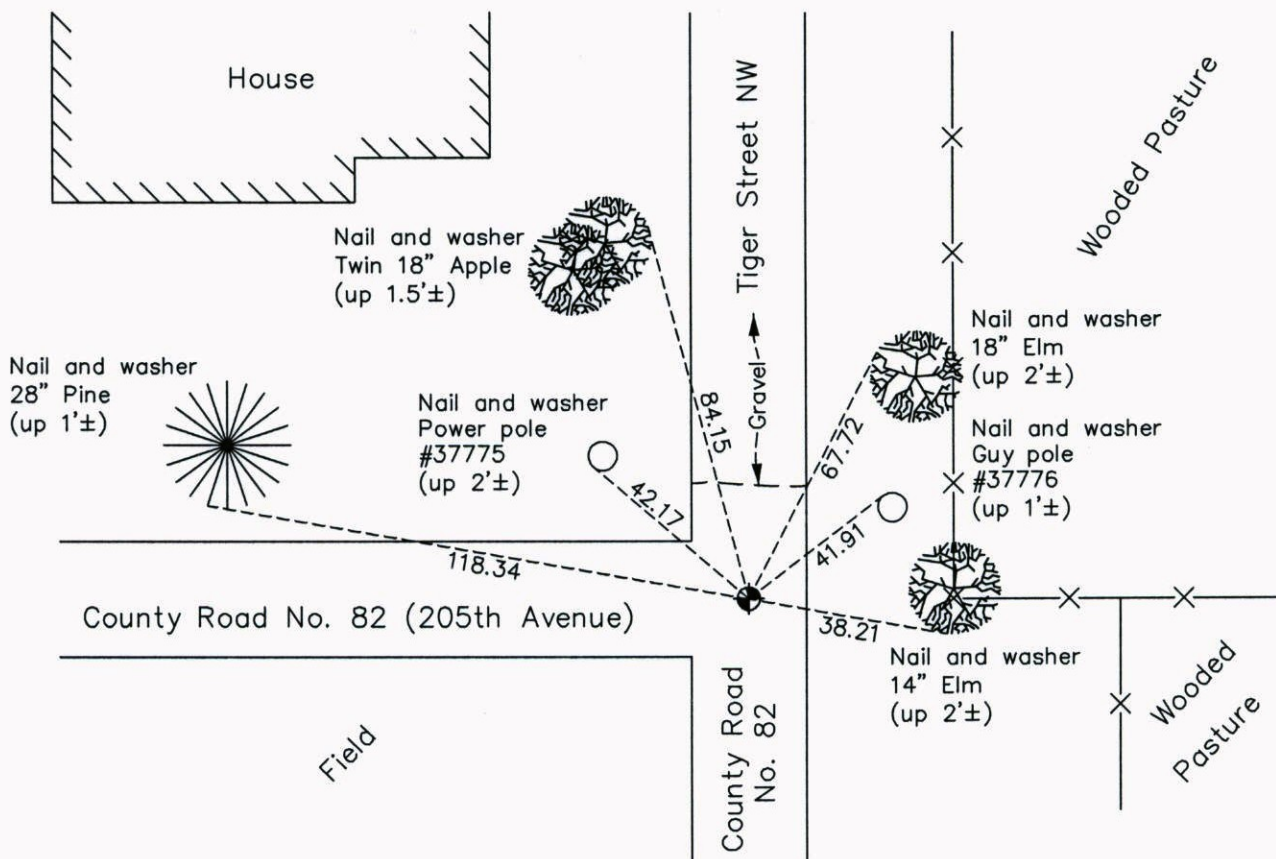 House
Tiger Street NW
Wooded Pasture
Nail and washer
Twin 18" Apple
(up 1.5'±)
Nail and washer
18" Elm
(up 2'±)
Nail and washer
28" Pine
(up 1'±)
Nail and washer
Power pole
#37775
(up 2'±)
84.15
Gravel
67.72
Nail and washer
Guy pole
#37776
(up 1'±)
42.17
41.91
118.34
County Road No. 82 (205th Avenue)
38.21
Nail and washer
14" Elm
(up 2'±)
County Road
No. 82
Field
Wooded
Pasture